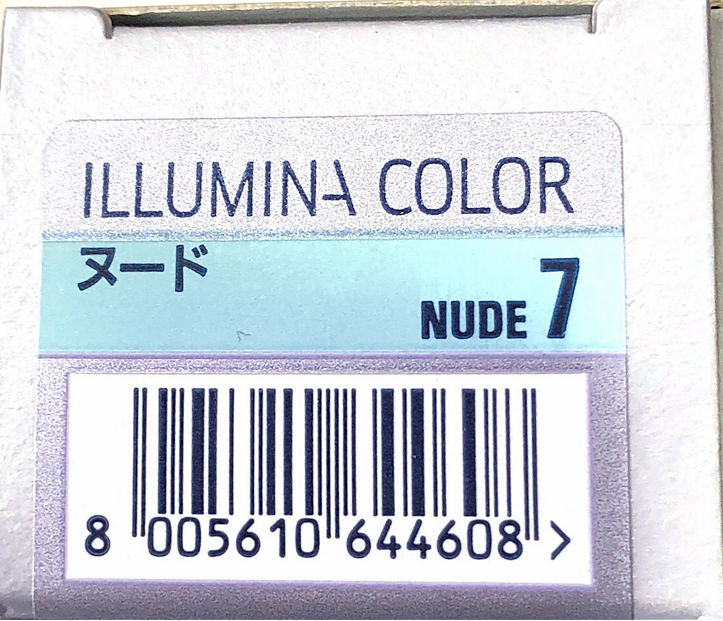 ILLUMINA COLOR
ヌード
NUDE 7
8 005610 644608 >